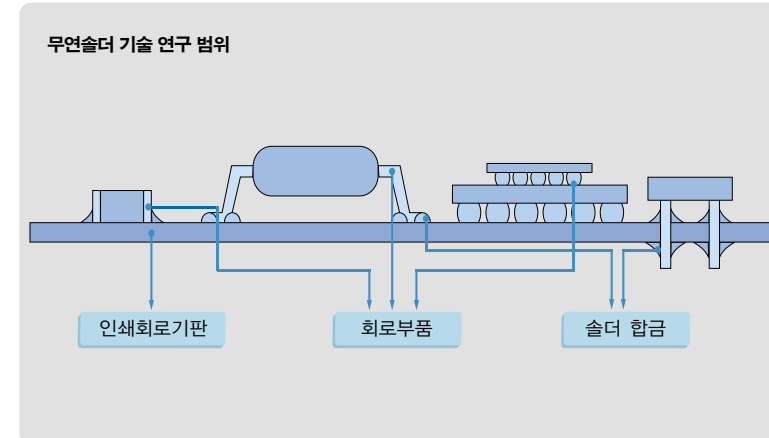 무연솔더 기술 연구 범위
인쇄회로기판
회로부품
솔더 합금